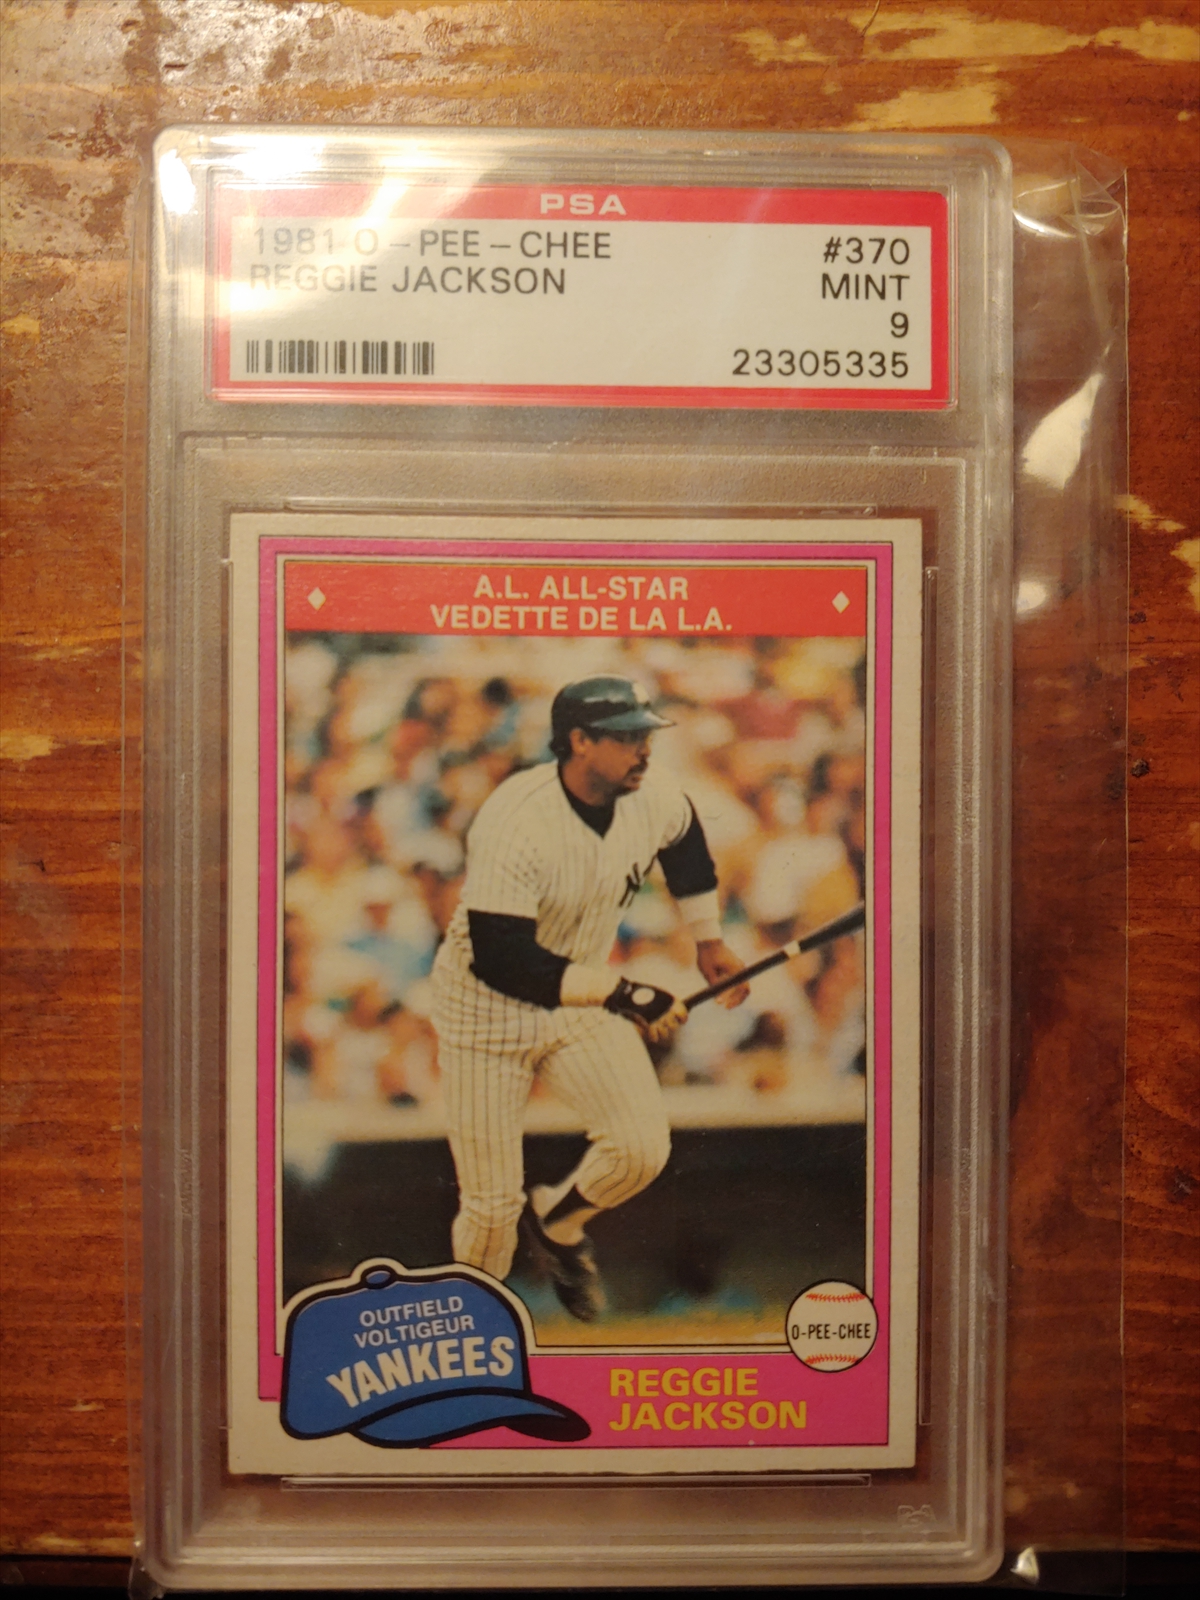 PSA
1981 O-PEE-CHEE #370
REGGIE JACKSON MINT
9
23305335
A.L. ALL-STAR
VEDETTE DE LA L.A.
OUTFIELD
VOLTIGEUR
YANKEES
O-PEE-CHEE
REGGIE
JACKSON
PSA